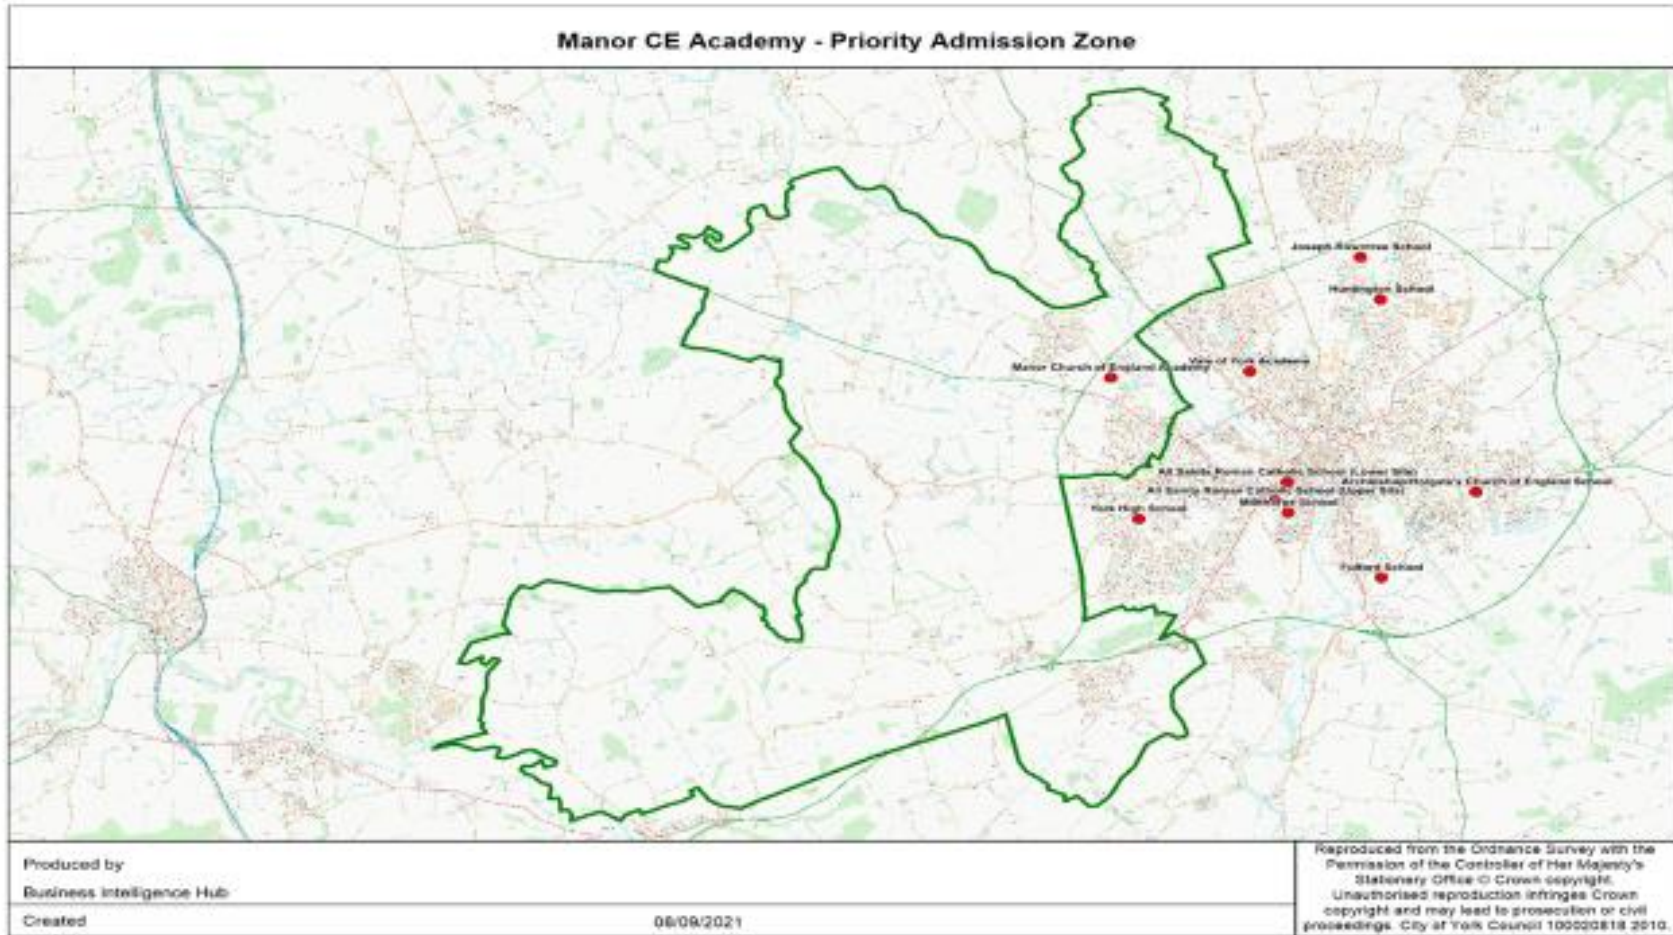 Manor CE Academy - Priority Admission Zone
Joseph Rowntree School
Huntington School
Vale of York Academy
Manor Church of England Academy
All Saints Roman Catholic School (Lower Site)
Archbishop Holgate's Church of England School
All Saints Roman Catholic School (Upper Site)
Millthorpe School
York High School
Fulford School
Produced by
Business Intelligence Hub
Created
08/09/2021
Reproduced from the Ordnance Survey with the
Permission of the Controller of Her Majesty's
Stationery Office © Crown copyright.
Unauthorised reproduction infringes Crown
copyright and may lead to prosecution or civil
proceedings. City of York Council 100020818 2010.